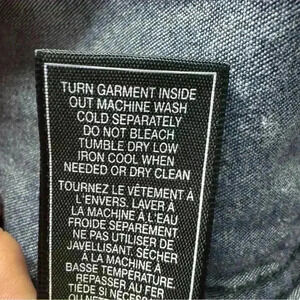 TURN GARMENT INSIDE
OUT MACHINE WASH
COLD SEPARATELY
DO NOT BLEACH
TUMBLE DRY LOW
IRON COOL WHEN
NEEDED OR DRY CLEAN
TOURNEZ LE VÊTEMENT À
L'ENVERS. LAVER À
LA MACHINE À L'EAU
FROIDE SEPAREMENT.
NE PAS UTILISER DE
JAVELLISANT. SÉCHER
À LA MACHINE À
BASSE TEMPÉRATURE.
REPASSER AU FER
TIÈDE SI NÉCESSAIRE